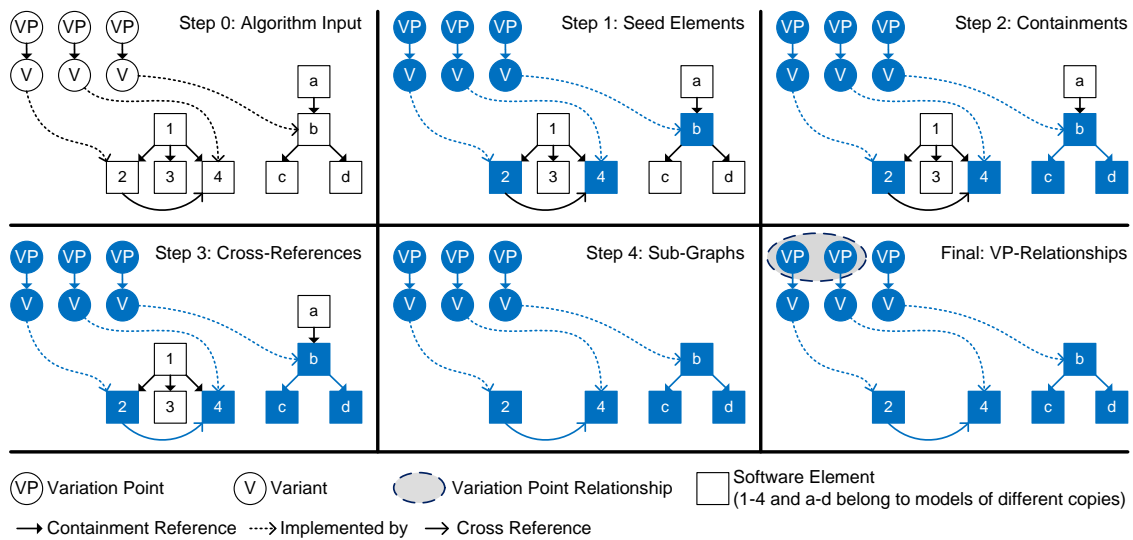 Step 0: Algorithm Input
VP VP VP
V V V
a
1 b
2 3 4 c d
Step 1: Seed Elements
VP VP VP
V V V
a
1 b
2 3 4 c d
Step 2: Containments
VP VP VP
V V V
a
1 b
2 3 4 c d
Step 3: Cross-References
VP VP VP
V V V
a
1 b
2 3 4 c d
Step 4: Sub-Graphs
VP VP VP
V V V
b
2 4 c d
Final: VP-Relationships
VP VP VP
V V V
b
2 4 c d
VP Variation Point
V Variant
Variation Point Relationship
Software Element
(1-4 and a-d belong to models of different copies)
Containment Reference
Implemented by
Cross Reference